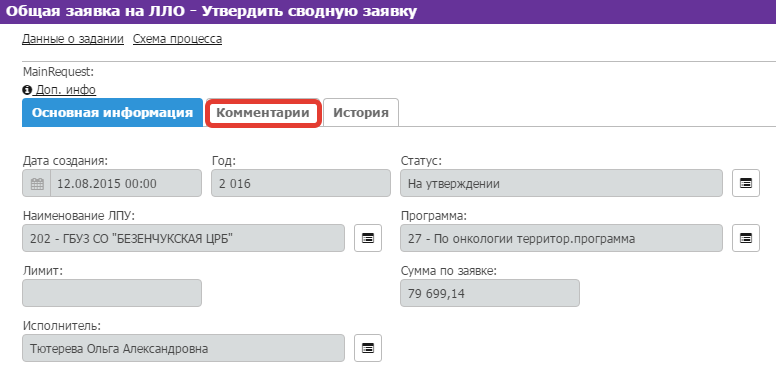 Общая заявка на ЛЛО - Утвердить сводную заявку
Данные о задании Схема процесса
MainRequest:
Доп. инфо
Основная информация Комментарии История
Дата создания: Год: Статус:
12.08.2015 00:00 2 016 На утверждении
Наименование ЛПУ: Программа:
202 - ГБУЗ СО "БЕЗЕНЧУКСКАЯ ЦРБ" 27 - По онкологии территор.программа
Лимит: Сумма по заявке:
79 699,14
Исполнитель:
Тютерева Ольга Александровна